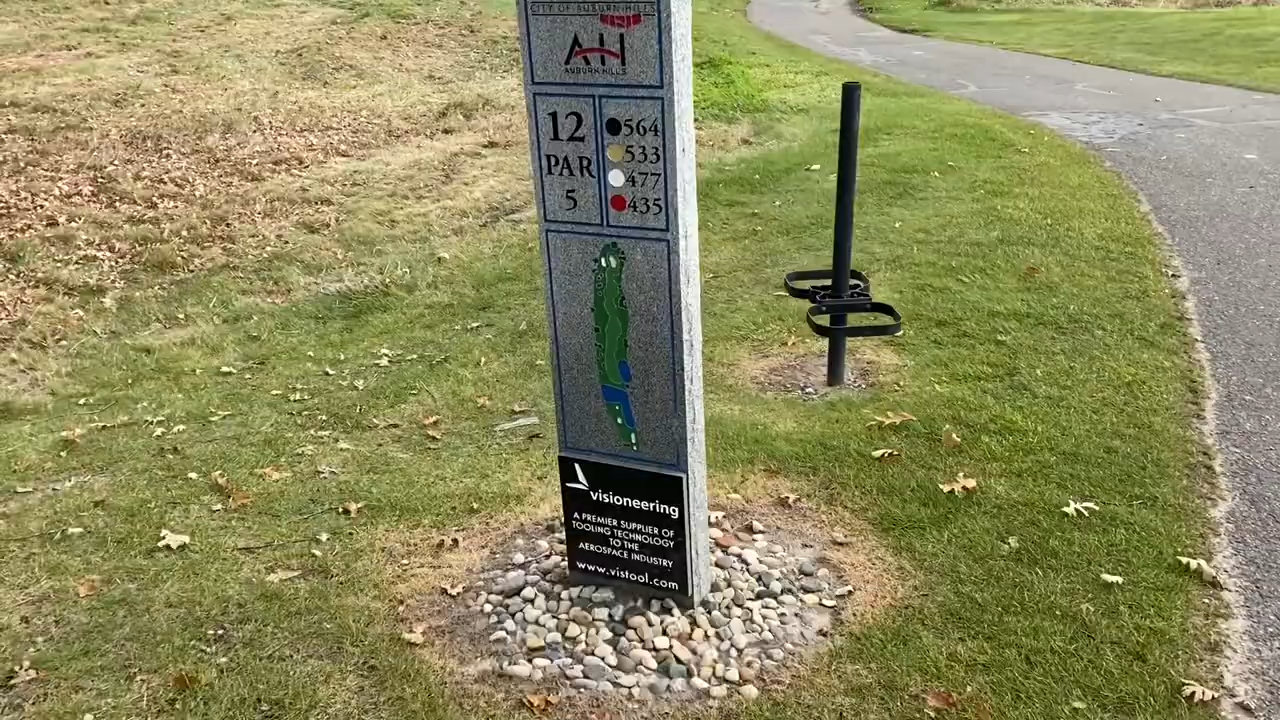 CITY OF AUBURN HILLS
AH
AUBURN HILLS
12
PAR
5
564
533
477
435
visioneering
A PREMIER SUPPLIER OF
TOOLING TECHNOLOGY
TO THE
AEROSPACE INDUSTRY
www.vistool.com